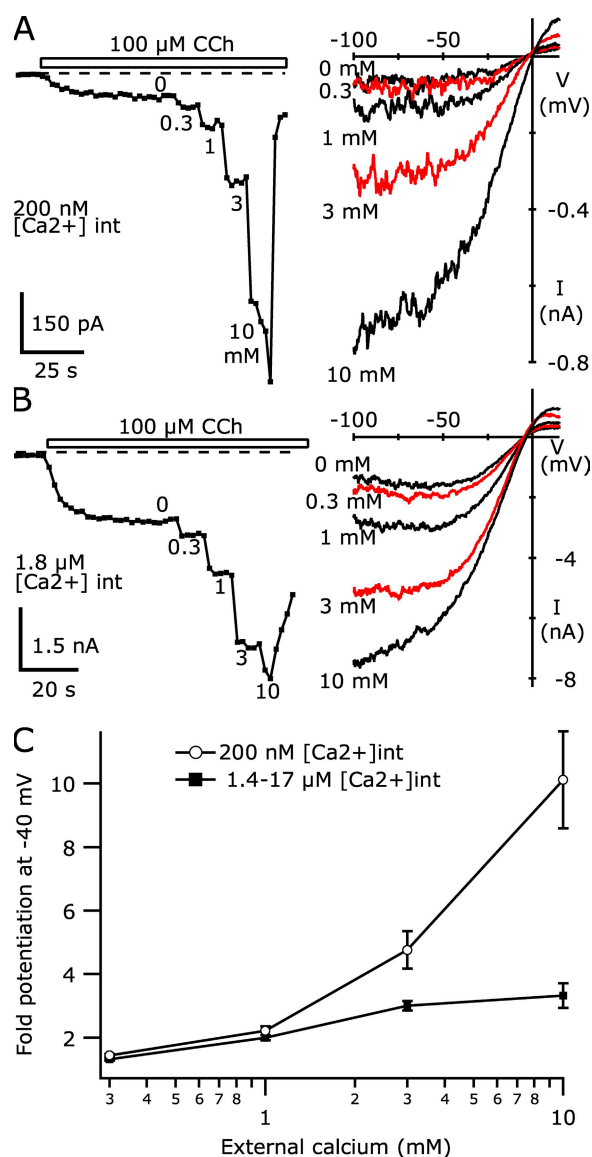 A
100 µM CCh
0
0.3
1
3
10
mM
200 nM
[Ca2+] int
150 pA
25 s
-100
-50
0 mM
0.3
1 mM
3 mM
10 mM
V
(mV)
-0.4
I
(nA)
-0.8
B
100 µM CCh
0
0.3
1
3
10
1.8 µM
[Ca2+] int
1.5 nA
20 s
-100
-50
0 mM
0.3 mM
1 mM
3 mM
10 mM
V
(mV)
-4
I
(nA)
-8
C
200 nM [Ca2+]int
1.4-17 µM [Ca2+]int
Fold potentiation at -40 mV
10
8
6
4
2
3 4 5 6 7 8 1 2 3 4 5 6 7 8 10
External calcium (mM)